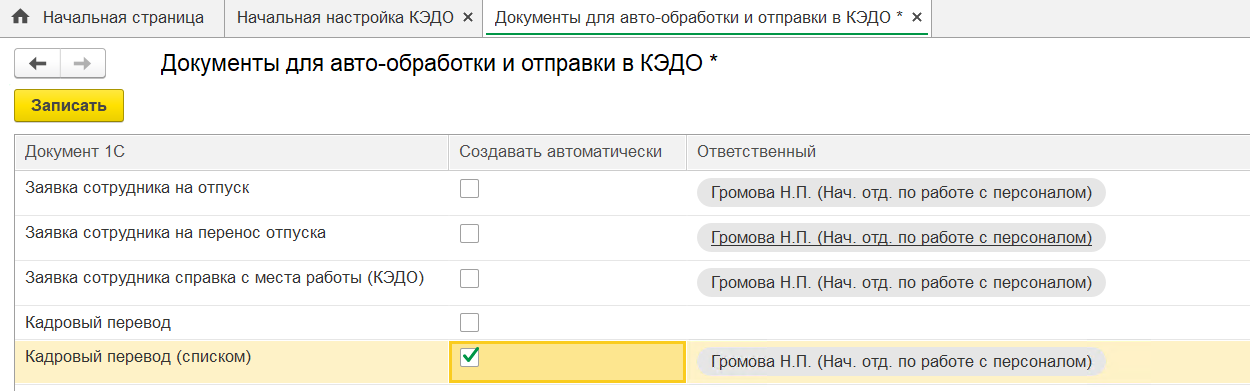 Начальная страница Начальная настройка КЭДО × Документы для авто-обработки и отправки в КЭДО * ×
Документы для авто-обработки и отправки в КЭДО *
Записать
Документ 1С Создавать автоматически Ответственный
Заявка сотрудника на отпуск Громова Н.П. (Нач. отд. по работе с персоналом)
Заявка сотрудника на перенос отпуска Громова Н.П. (Нач. отд. по работе с персоналом)
Заявка сотрудника справка с места работы (КЭДО) Громова Н.П. (Нач. отд. по работе с персоналом)
Кадровый перевод
Кадровый перевод (списком) Громова Н.П. (Нач. отд. по работе с персоналом)